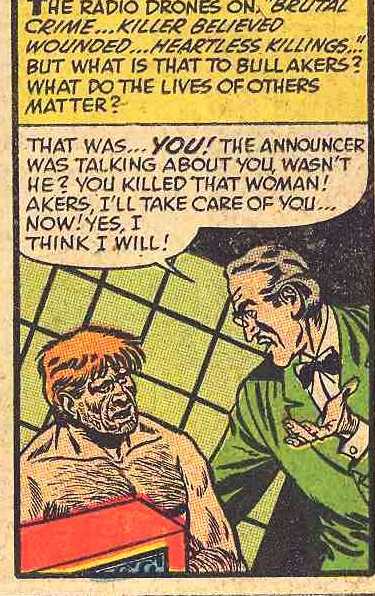 THE RADIO DRONES ON. "BRUTAL
CRIME...KILLER BELIEVED
WOUNDED...HEARTLESS KILLINGS..."
BUT WHAT IS THAT TO BULL AKERS?
WHAT DO THE LIVES OF OTHERS
MATTER?
THAT WAS... YOU! THE ANNOUNCER
WAS TALKING ABOUT YOU, WASN'T
HE? YOU KILLED THAT WOMAN!
AKERS, I'LL TAKE CARE OF YOU...
NOW! YES, I
THINK I WILL!